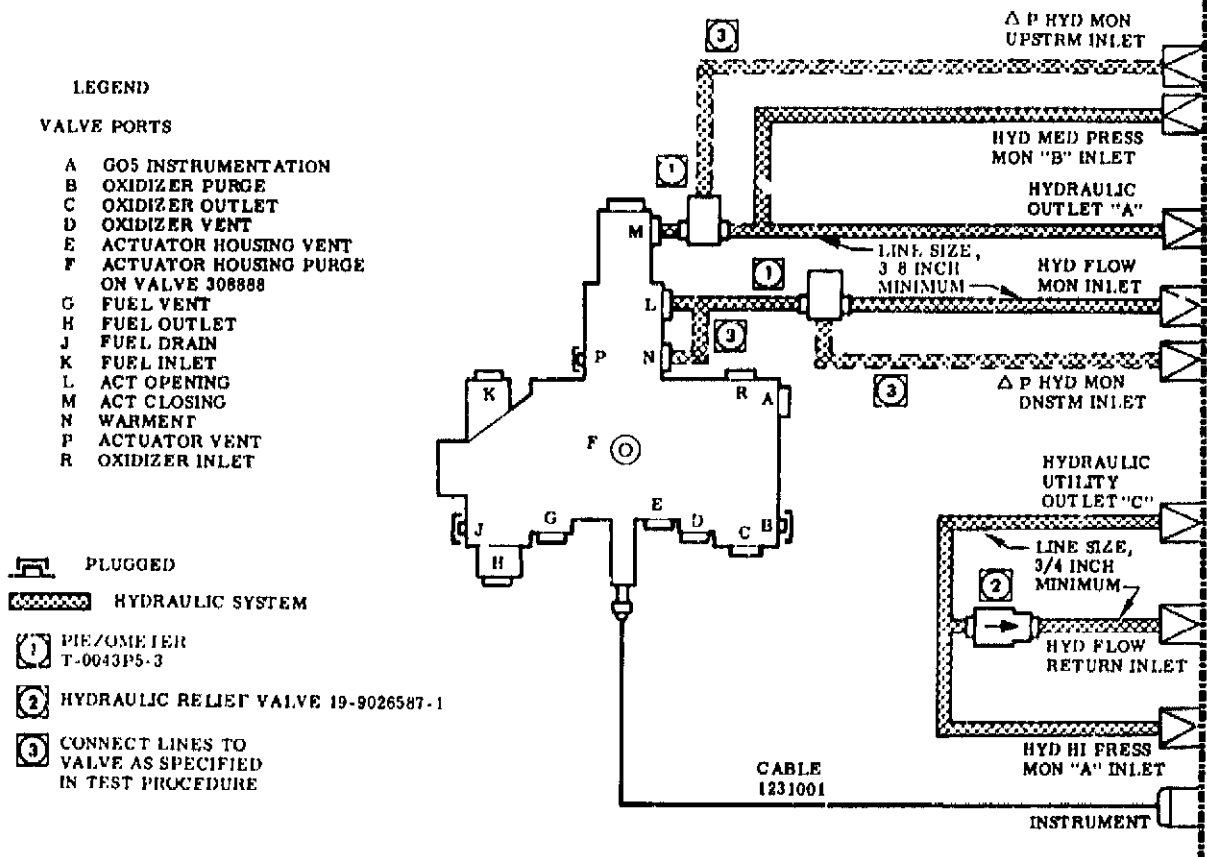 LEGEND
VALVE PORTS
A GO5 INSTRUMENTATION
B OXIDIZER PURGE
C OXIDIZER OUTLET
D OXIDIZER VENT
E ACTUATOR HOUSING VENT
F ACTUATOR HOUSING PURGE
ON VALVE 308888
G FUEL VENT
H FUEL OUTLET
J FUEL DRAIN
K FUEL INLET
L ACT OPENING
M ACT CLOSING
N WARMENT
P ACTUATOR VENT
R OXIDIZER INLET
PLUGGED
HYDRAULIC SYSTEM
1 PIEZOMETER
T-0043P5-3
2 HYDRAULIC RELIEF VALVE 19-9026587-1
3 CONNECT LINES TO
VALVE AS SPECIFIED
IN TEST PROCEDURE
3
Δ P HYD MON
UPSTRM INLET
HYD MED PRESS
MON "B" INLET
1
HYDRAULIC
OUTLET "A"
M
LINE SIZE,
3 8 INCH
MINIMUM
1
HYD FLOW
MON INLET
L
3
P
N
3
Δ P HYD MON
DNSTM INLET
K
R
A
F
HYDRAULIC
UTILITY
OUTLET "C"
J
G
E
D
C
B
H
LINE SIZE,
3/4 INCH
MINIMUM
2
HYD FLOW
RETURN INLET
HYD HI PRESS
MON "A" INLET
CABLE
1231001
INSTRUMENT